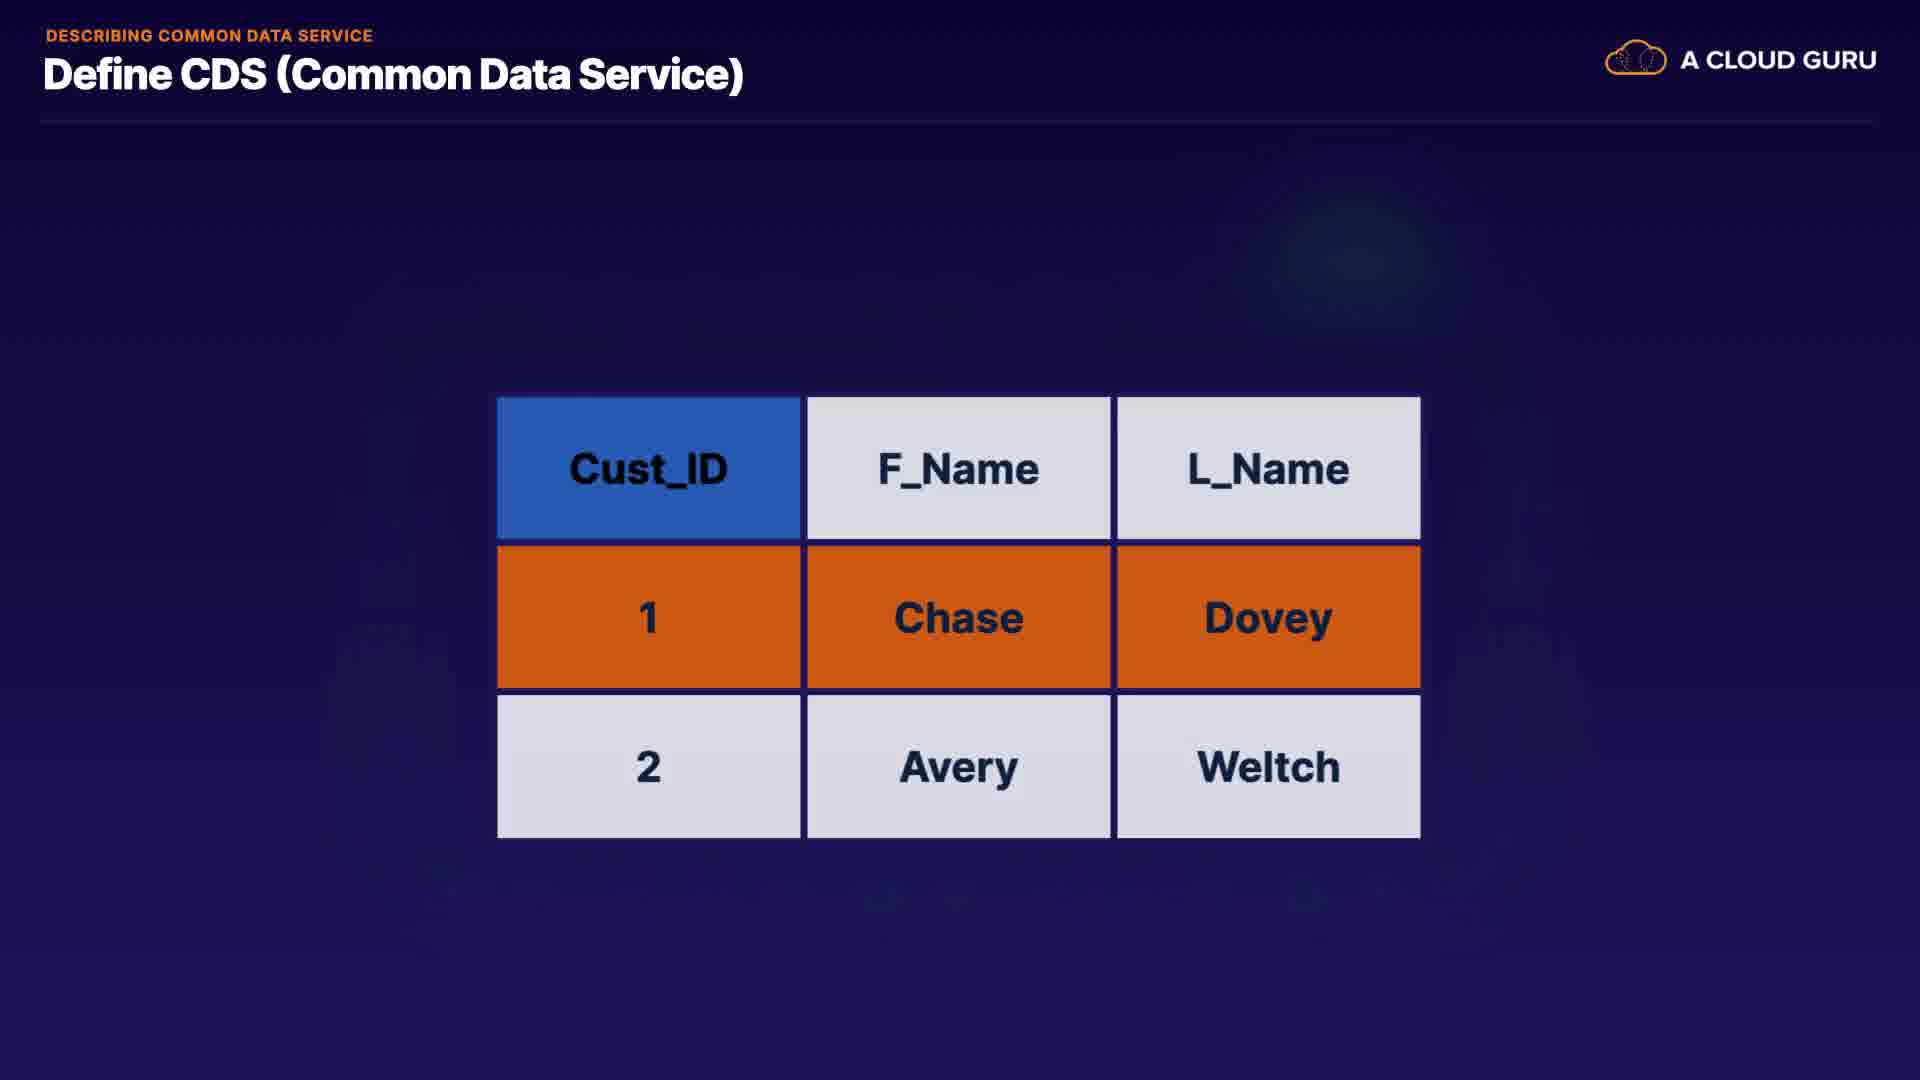 DESCRIBING COMMON DATA SERVICE
Define CDS (Common Data Service)
A CLOUD GURU
Cust_ID F_Name L_Name
1 Chase Dovey
2 Avery Weltch